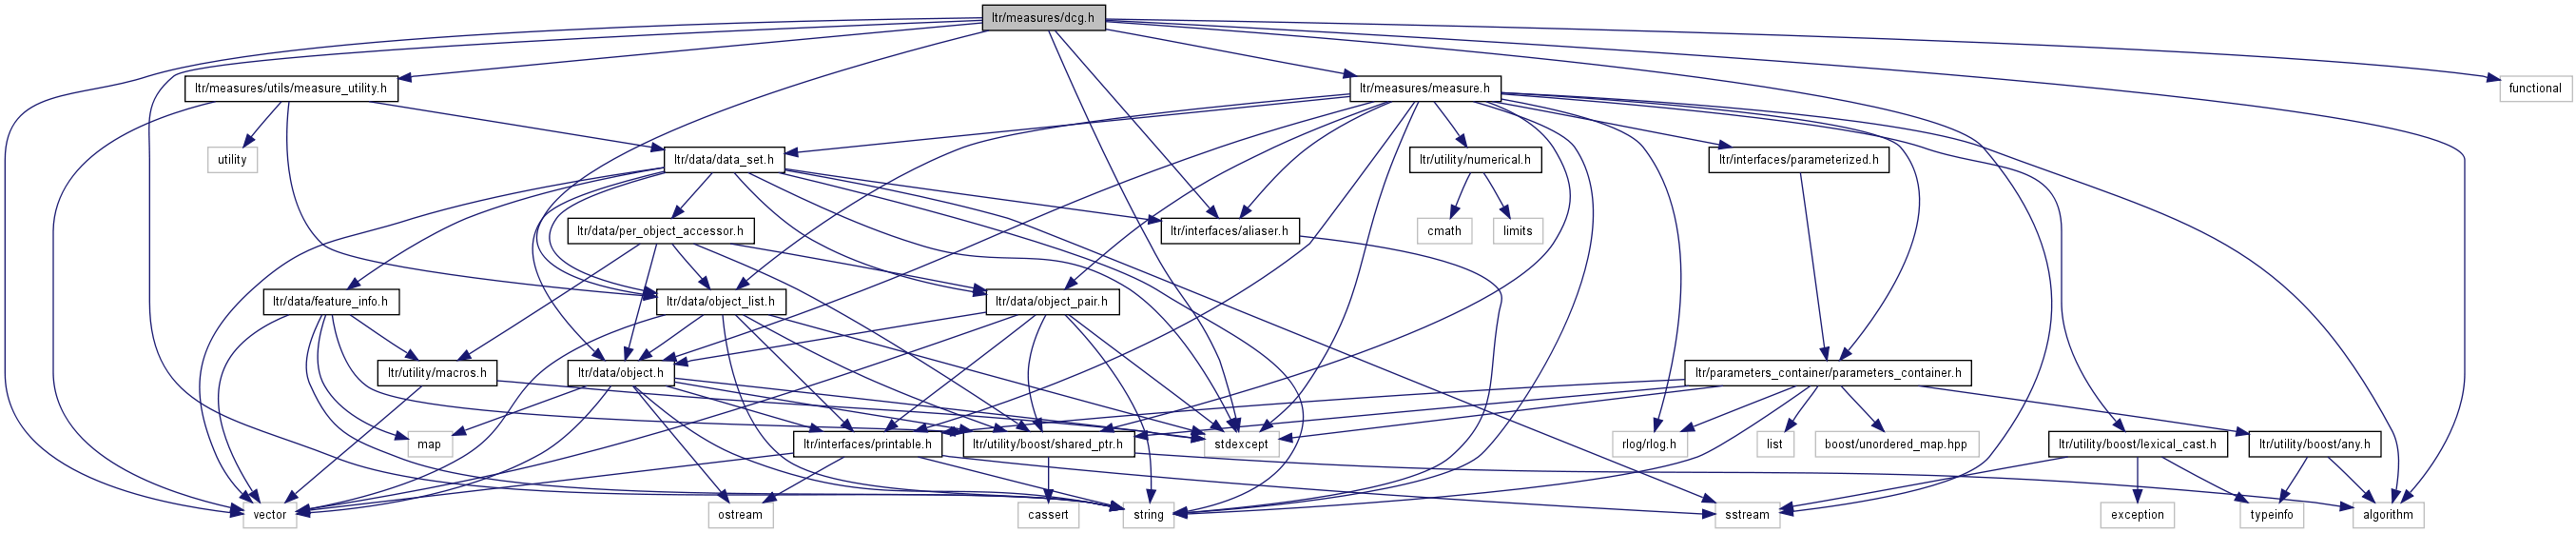 ltr/measures/dcg.h
ltr/measures/utils/measure_utility.h
ltr/measures/measure.h
functional
utility
ltr/data/data_set.h
ltr/utility/numerical.h
ltr/interfaces/parameterized.h
ltr/data/per_object_accessor.h
ltr/interfaces/aliaser.h
cmath
limits
ltr/data/feature_info.h
ltr/data/object_list.h
ltr/data/object_pair.h
ltr/utility/macros.h
ltr/data/object.h
ltr/parameters_container/parameters_container.h
map
ltr/interfaces/printable.h
ltr/utility/boost/shared_ptr.h
stdexcept
rlog/rlog.h
list
boost/unordered_map.hpp
ltr/utility/boost/lexical_cast.h
ltr/utility/boost/any.h
vector
ostream
cassert
string
sstream
exception
typeinfo
algorithm